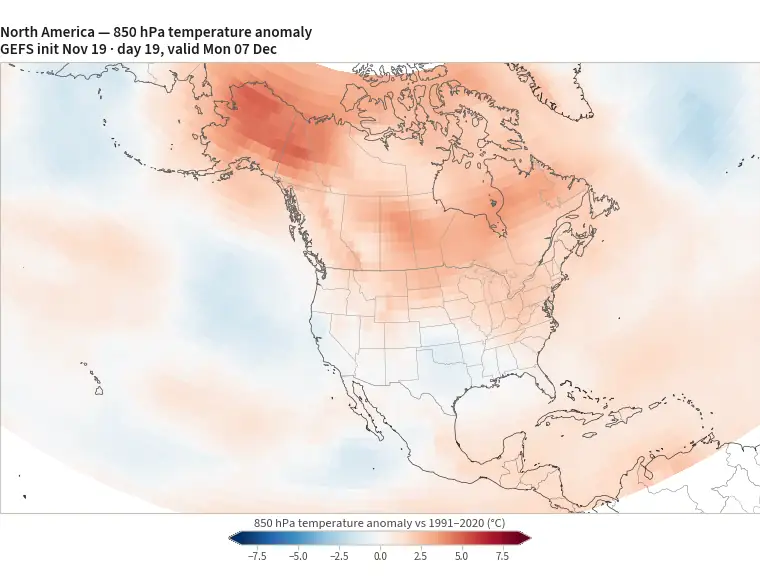 North America — 850 hPa temperature anomaly
GEFS init Nov 19 · day 19, valid Mon 07 Dec
850 hPa temperature anomaly vs 1991–2020 (°C)
−7.5 −5.0 −2.5 0.0 2.5 5.0 7.5